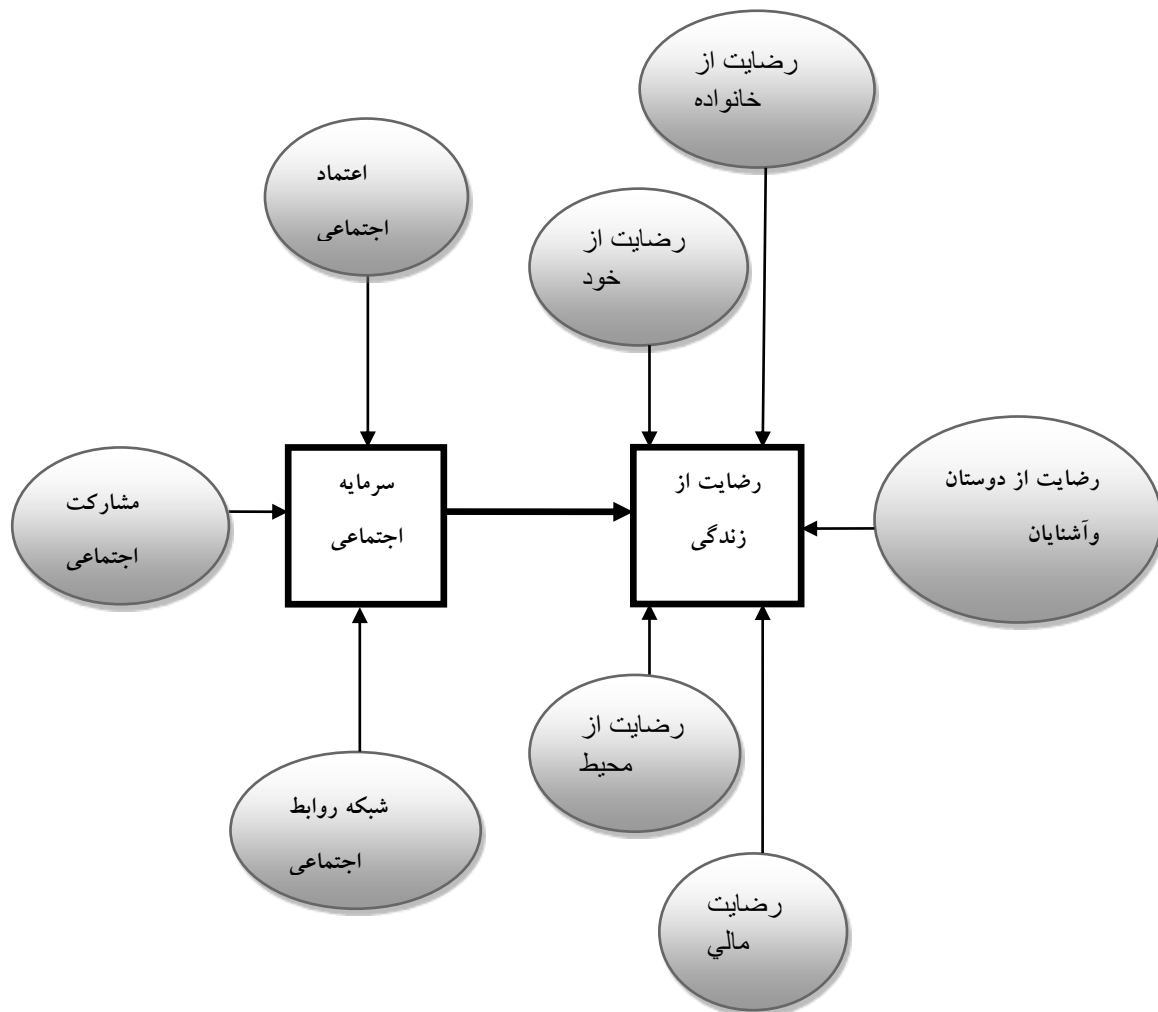 رضایت از
خانواده
اعتماد
اجتماعی
رضایت از
خود
مشارکت
اجتماعی
سرمایه
اجتماعی
رضایت از
زندگی
رضایت از دوستان
وآشنایان
رضایت از
محیط
شبکه روابط
اجتماعی
رضایت
مالي